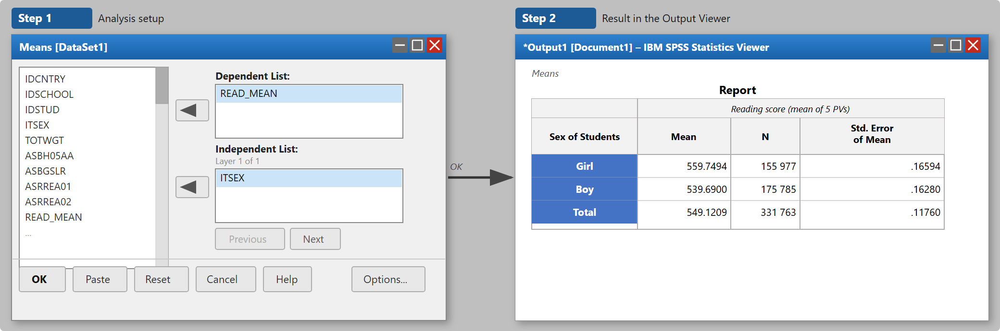 Step 1
Analysis setup
Means [DataSet1]
IDCNTRY
IDSCHOOL
IDSTUD
ITSEX
TOTWGT
ASBH05AA
ASBGSLR
ASRREA01
ASRREA02
READ_MEAN
...
Dependent List:
READ_MEAN
Independent List:
Layer 1 of 1
ITSEX
Previous
Next
OK
Paste
Reset
Cancel
Help
Options...
OK
Step 2
Result in the Output Viewer
*Output1 [Document1] – IBM SPSS Statistics Viewer
Means
Report
Reading score (mean of 5 PVs)
Sex of Students Mean N Std. Error
of Mean
Girl 559.7494 155 977 .16594
Boy 539.6900 175 785 .16280
Total 549.1209 331 763 .11760